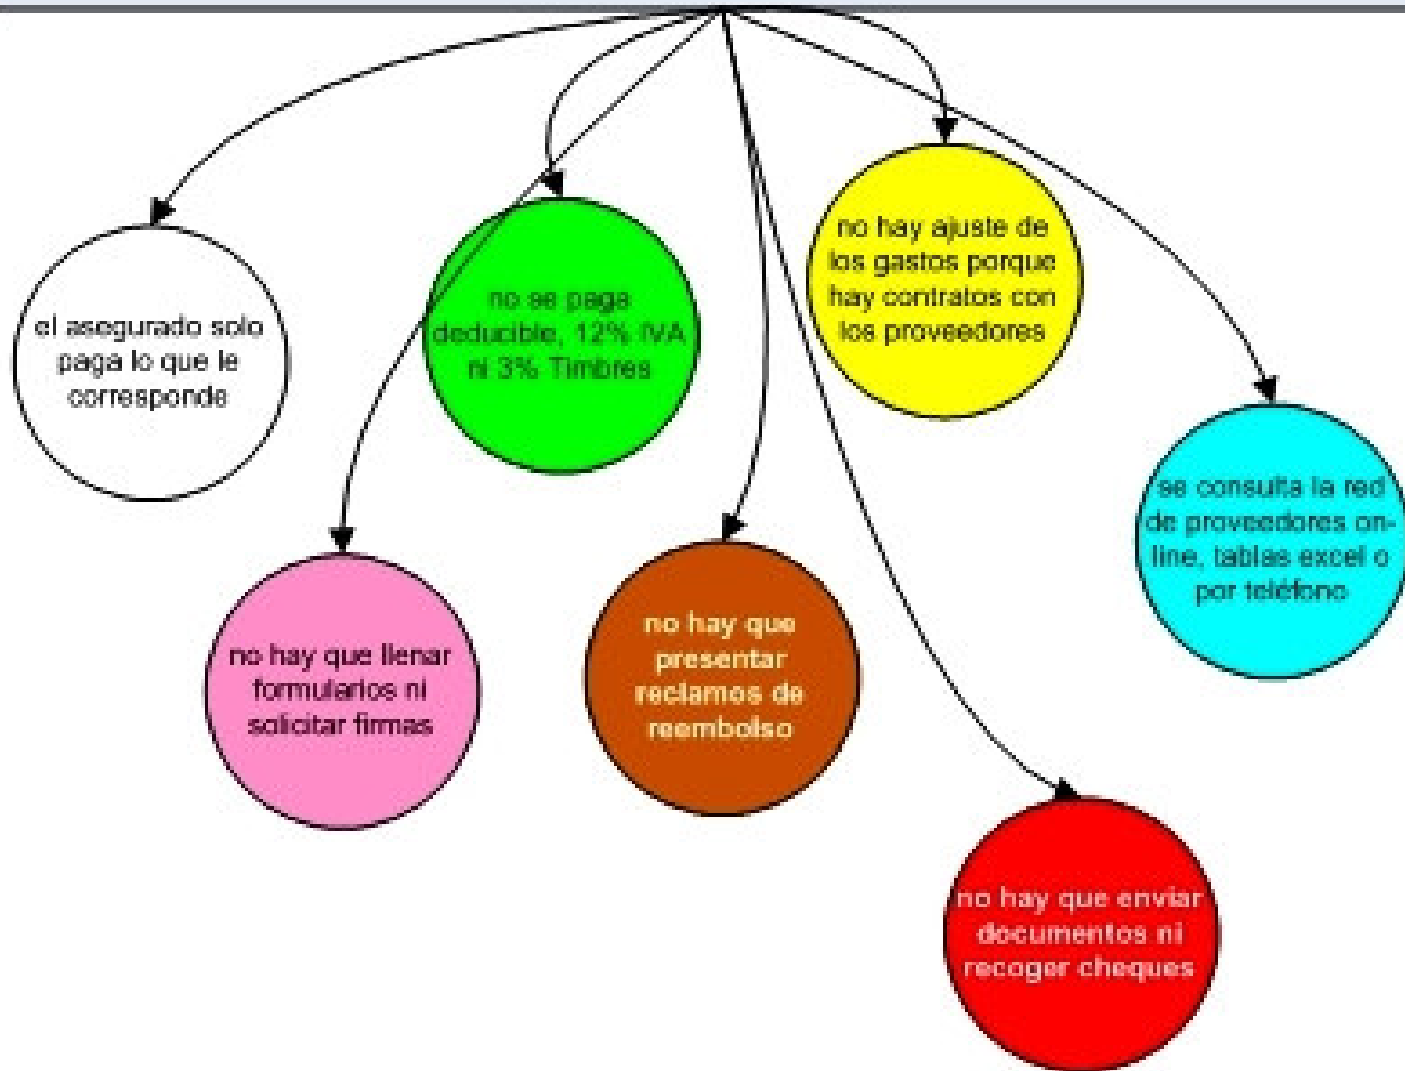 el asegurado solo
paga lo que le
corresponde
no se paga
deducible, 12% IVA
ni 3% Timbres
no hay ajuste de
los gastos porque
hay contratos con
los proveedores
se consulta la red
de proveedores on-
line, tablas excel o
por teléfono
no hay que llenar
formularios ni
solicitar firmas
no hay que
presentar
reclamos de
reembolso
no hay que enviar
documentos ni
recoger cheques